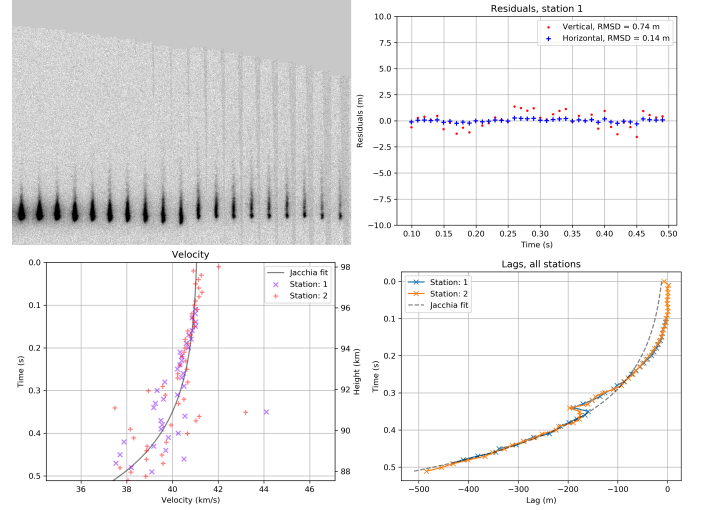 Residuals, station 1
10.0
7.5
5.0
2.5
0.0
−2.5
−5.0
−7.5
−10.0
Residuals (m)
Vertical, RMSD = 0.74 m
Horizontal, RMSD = 0.14 m
0.10 0.15 0.20 0.25 0.30 0.35 0.40 0.45 0.50
Time (s)
Velocity
0.0
0.1
0.2
0.3
0.4
0.5
Time (s)
Jacchia fit
Station: 1
Station: 2
98
96
94
92
90
88
Height (km)
36 38 40 42 44 46
Velocity (km/s)
Lags, all stations
0.0
0.1
0.2
0.3
0.4
0.5
Time (s)
Station: 1
Station: 2
Jacchia fit
−500 −400 −300 −200 −100 0
Lag (m)